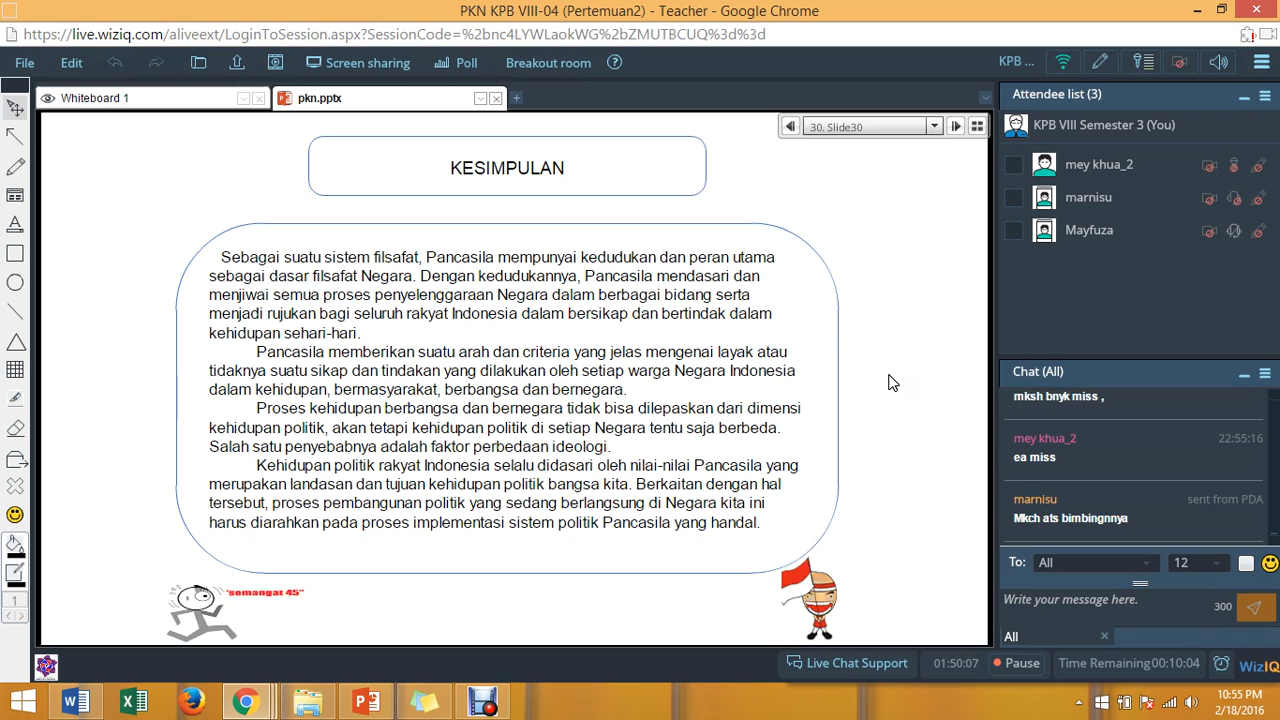 PKN KPB VIII-04 (Pertemuan2) - Teacher - Google Chrome
https://live.wiziq.com/aliveext/LoginToSession.aspx?SessionCode=%2bnc4LYWLaokWG%2bZMUTBCUQ%3d%3d
File Edit Screen sharing Poll Breakout room KPB ...
Whiteboard 1 pkn.pptx
Attendee list (3)
30. Slide30
KPB VIII Semester 3 (You)
mey khua_2
marnisu
Mayfuza
KESIMPULAN
Sebagai suatu sistem filsafat, Pancasila mempunyai kedudukan dan peran utama
sebagai dasar filsafat Negara. Dengan kedudukannya, Pancasila mendasari dan
menjiwai semua proses penyelenggaraan Negara dalam berbagai bidang serta
menjadi rujukan bagi seluruh rakyat Indonesia dalam bersikap dan bertindak dalam
kehidupan sehari-hari.
Pancasila memberikan suatu arah dan criteria yang jelas mengenai layak atau
tidaknya suatu sikap dan tindakan yang dilakukan oleh setiap warga Negara Indonesia
dalam kehidupan, bermasyarakat, berbangsa dan bernegara.
Proses kehidupan berbangsa dan bernegara tidak bisa dilepaskan dari dimensi
kehidupan politik, akan tetapi kehidupan politik di setiap Negara tentu saja berbeda.
Salah satu penyebabnya adalah faktor perbedaan ideologi.
Kehidupan politik rakyat Indonesia selalu didasari oleh nilai-nilai Pancasila yang
merupakan landasan dan tujuan kehidupan politik bangsa kita. Berkaitan dengan hal
tersebut, proses pembangunan politik yang sedang berlangsung di Negara kita ini
harus diarahkan pada proses implementasi sistem politik Pancasila yang handal.
"semangat 45"
Chat (All)
mksh bnyk miss ,
mey khua_2 22:55:16
ea miss
marnisu sent from PDA
Mkch ats bimbingnnya
To: All 12
Write your message here. 300
All
1
Live Chat Support 01:50:07 Pause Time Remaining 00:10:04 WizIQ
10:55 PM
2/18/2016